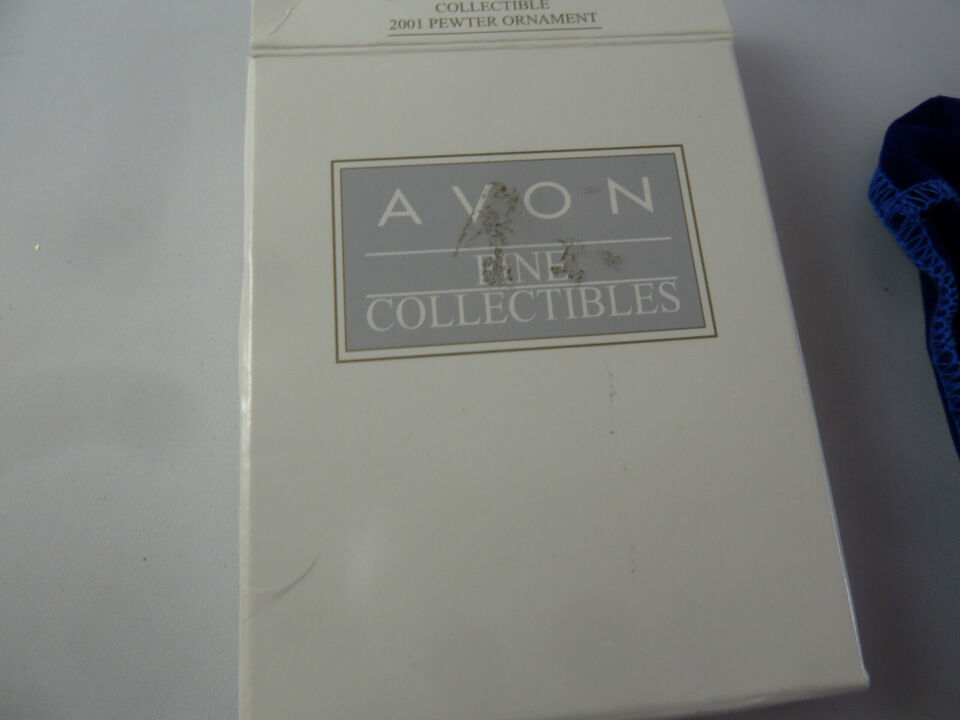 COLLECTIBLE
2001 PEWTER ORNAMENT
AVON
FINE
COLLECTIBLES